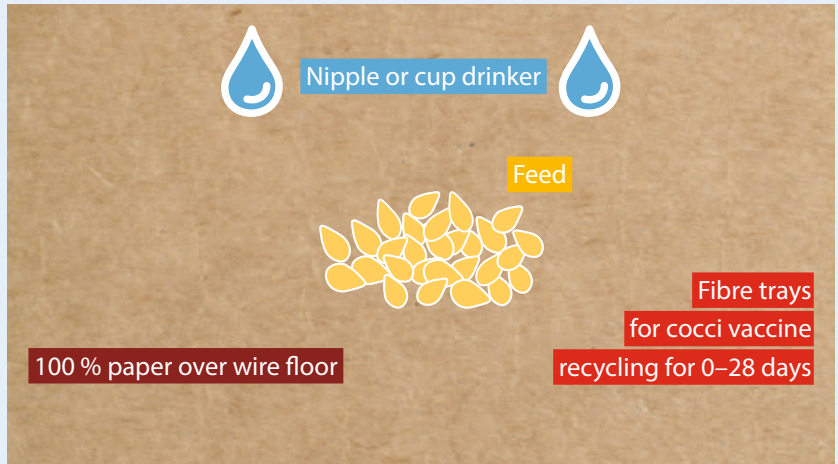 Nipple or cup drinker
Feed
Fibre trays
for cocci vaccine
recycling for 0–28 days
100 % paper over wire floor